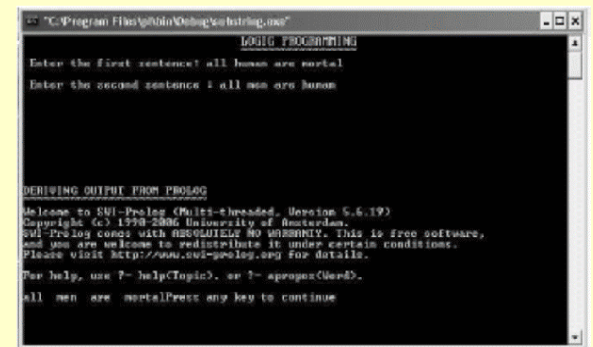 "C:\Program Files\pl\bin\Debug\substring.exe"
LOGIC PROGRAMMING
Enter the first sentence: all human are mortal
Enter the second sentence : all men are human
DERIVING OUTPUT FROM PROLOG
Welcome to SWI-Prolog (Multi-threaded, Version 5.6.19)
Copyright (c) 1990-2006 University of Amsterdam.
SWI-Prolog comes with ABSOLUTELY NO WARRANTY. This is free software,
and you are welcome to redistribute it under certain conditions.
Please visit http://www.swi-prolog.org for details.
For help, use ?- help(Topic). or ?- apropos(Word).
all men are mortalPress any key to continue